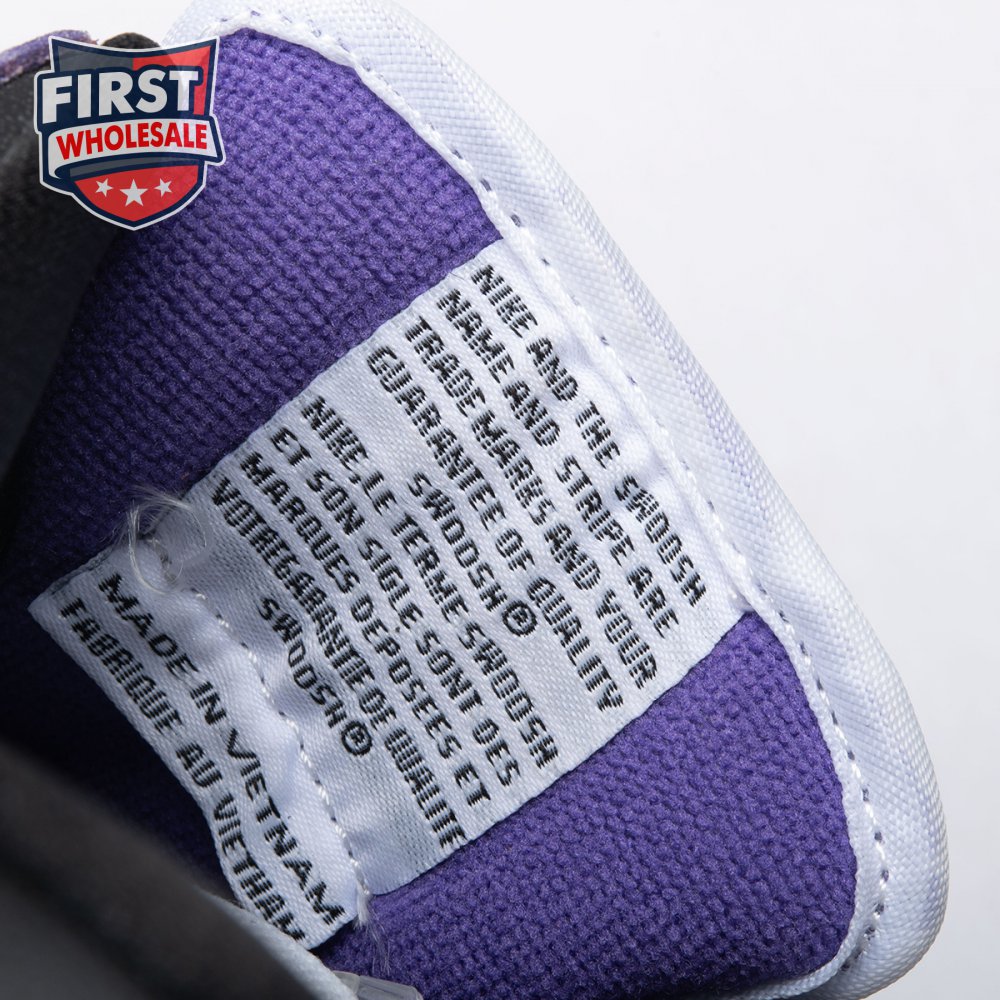 FIRST
WHOLESALE
NIKE AND THE SWOOSH
NAME AND STRIPE ARE
TRADEMARKS AND YOUR
GUARANTEE OF QUALITY
SWOOSH®
NIKE, LE TERME SWOOSH
ET SON SIGLE SONT DES
MARQUES DEPOSEES ET
VOTRE GARANTIE DE QUALITE
SWOOSH®
MADE IN VIETNAM
FABRIQUE AU VIETNAM